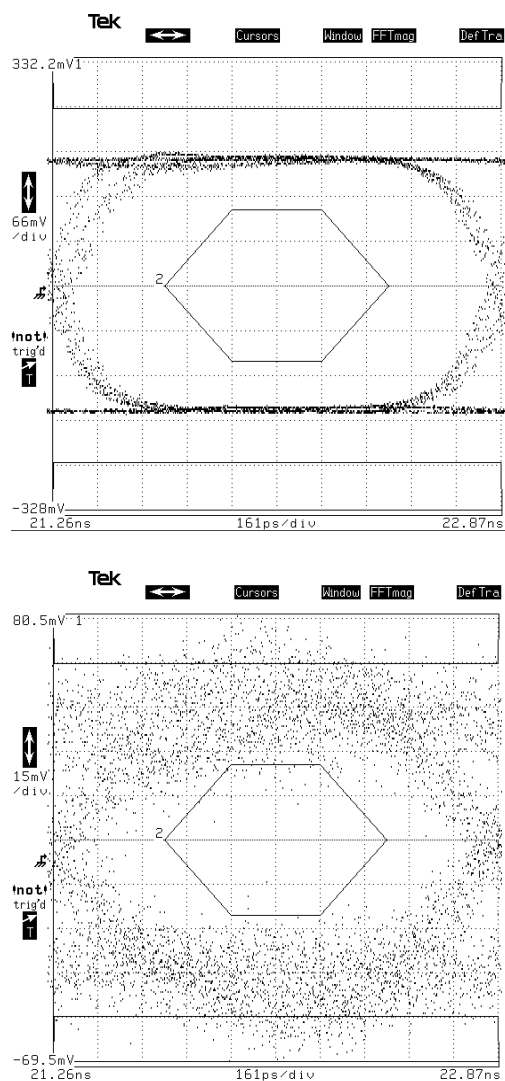 Tek
Cursors Window FFTmag DefTra
332.2mV1
66mV
/div
2
not
trig'd
T
-328mV
21.26ns 161ps/div 22.87ns
Tek
Cursors Window FFTmag DefTra
80.5mV 1
15mV
/div
2
not
trig'd
T
-69.5mV
21.26ns 161ps/div 22.87ns